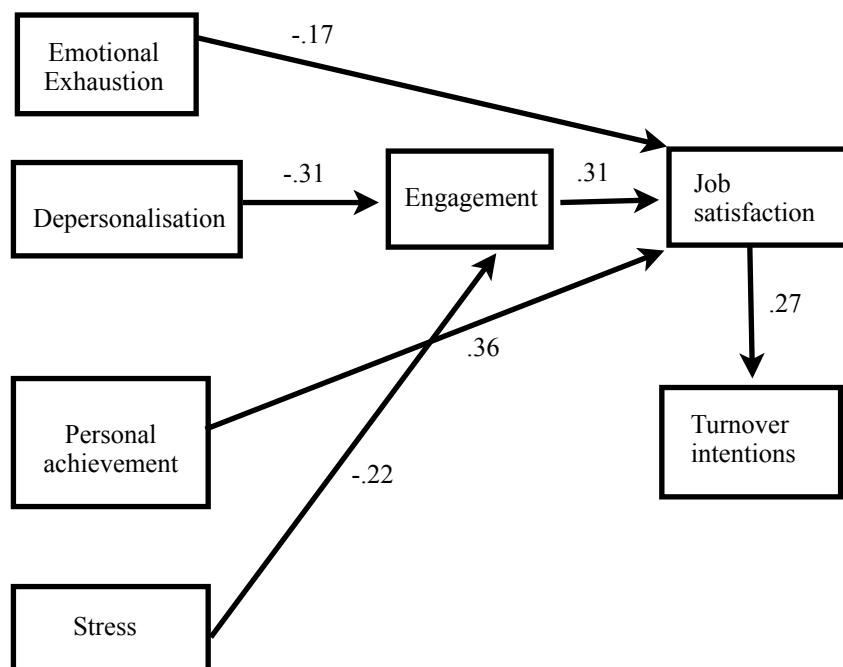 -.17
Emotional
Exhaustion
-.31
.31
Depersonalisation
Engagement
Job
satisfaction
.27
.36
Personal
achievement
-.22
Turnover
intentions
Stress